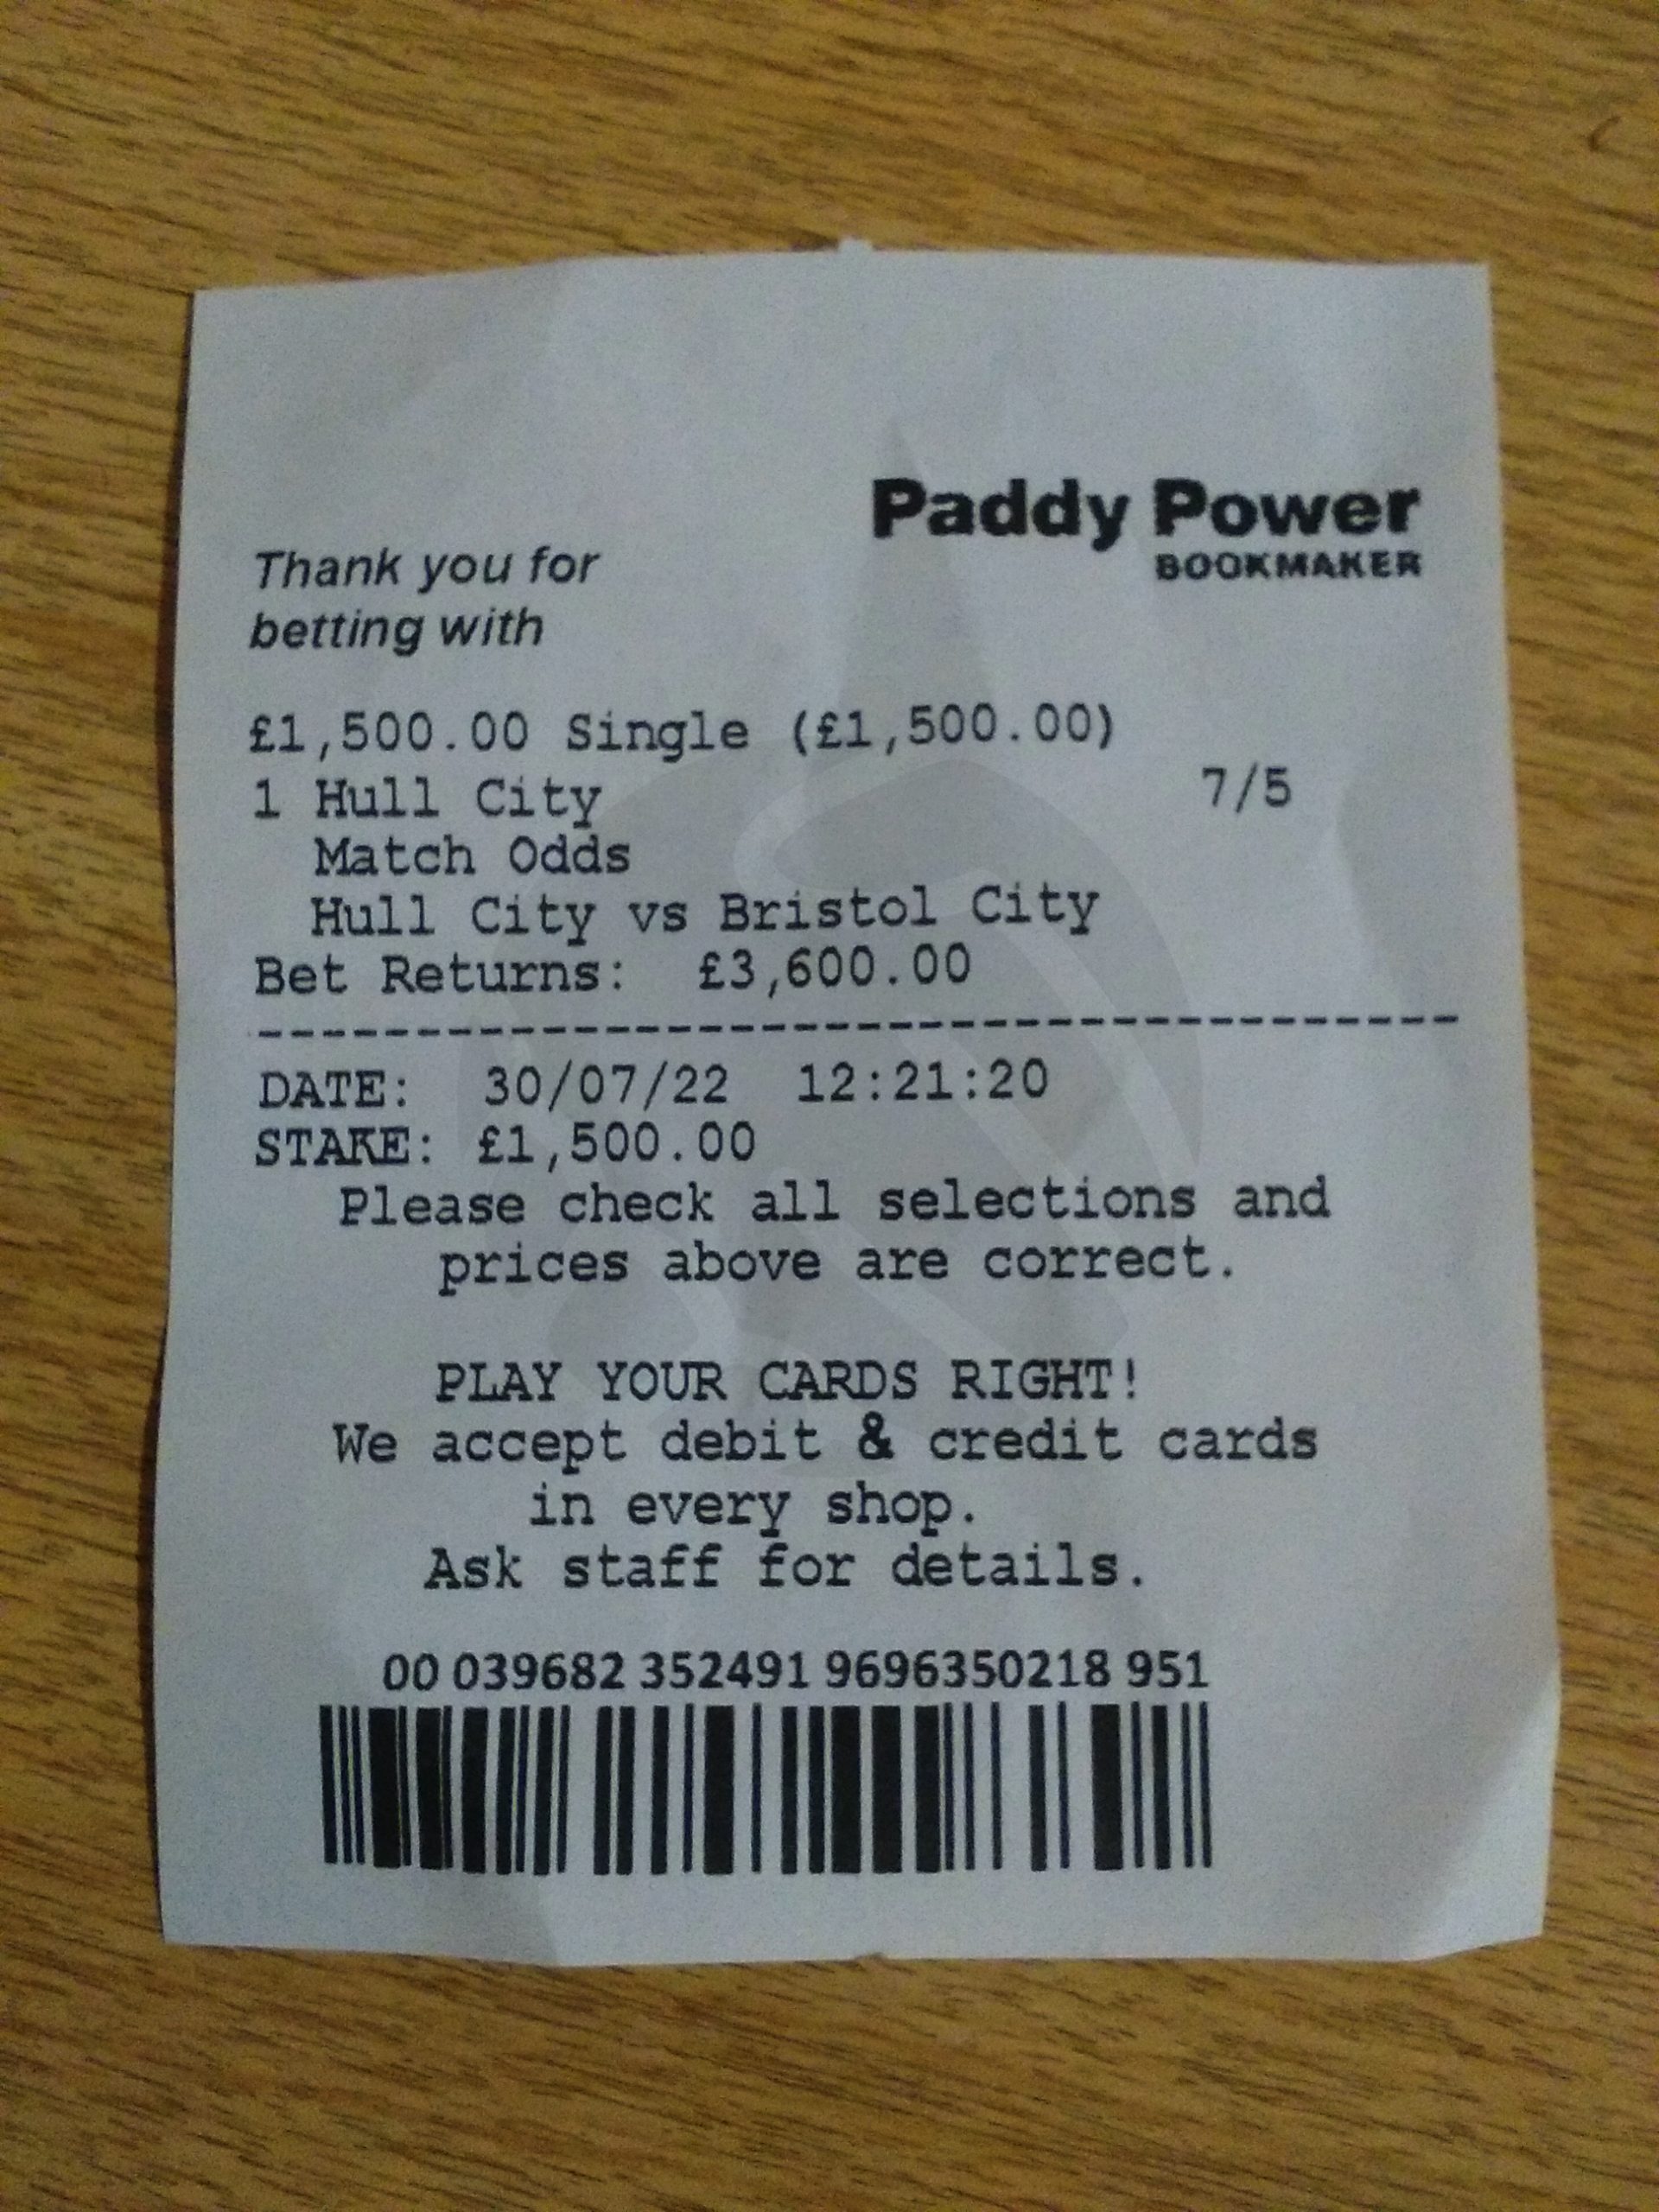 Paddy Power
BOOKMAKER
Thank you for
betting with
£1,500.00 Single (£1,500.00)
1 Hull City 7/5
Match Odds
Hull City vs Bristol City
Bet Returns: £3,600.00
--------------------------------------
DATE: 30/07/22 12:21:20
STAKE: £1,500.00
Please check all selections and
prices above are correct.
PLAY YOUR CARDS RIGHT!
We accept debit & credit cards
in every shop.
Ask staff for details.
00 039682 352491 9696350218 951